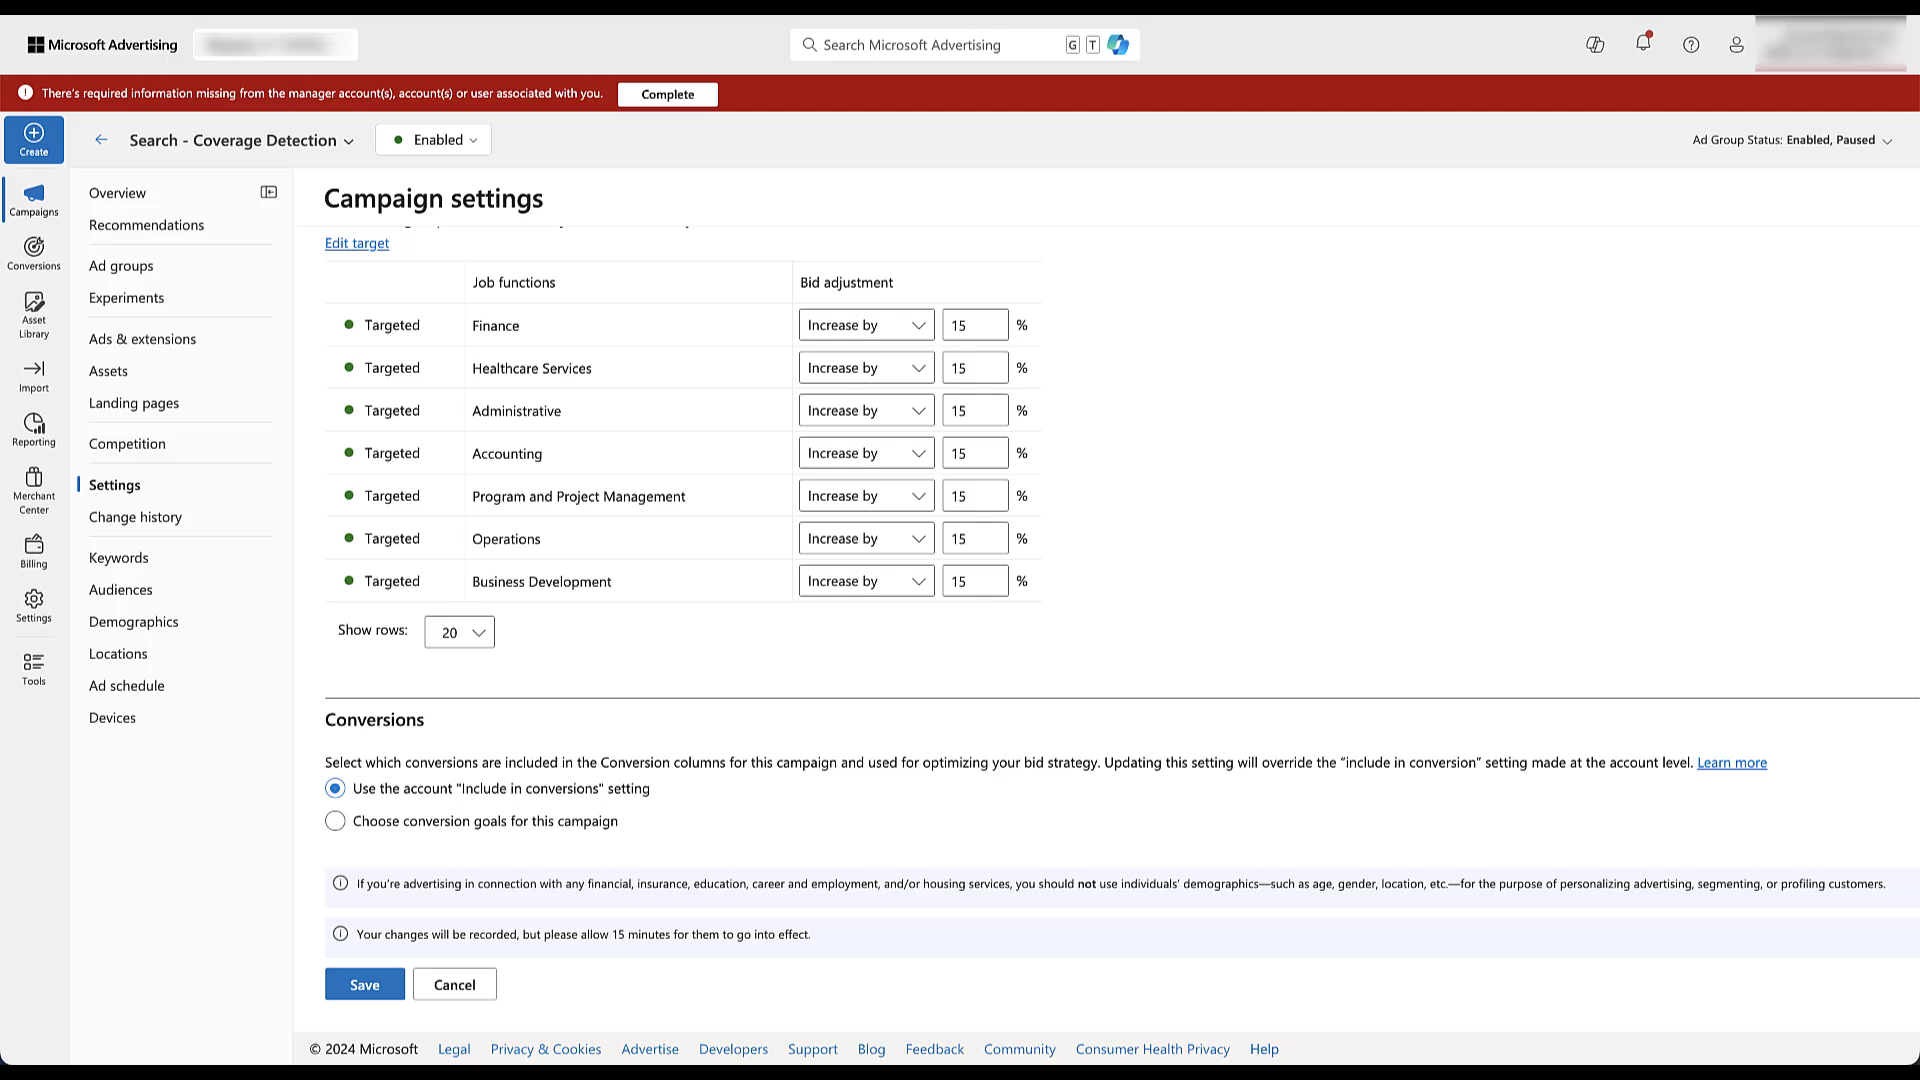 Microsoft Advertising
Search Microsoft Advertising
G T
There's required information missing from the manager account(s), account(s) or user associated with you.
Complete
Create
Search - Coverage Detection
Enabled
Ad Group Status: Enabled, Paused
Campaigns
Conversions
Asset Library
Import
Reporting
Merchant Center
Billing
Settings
Tools
Overview
Recommendations
Ad groups
Experiments
Ads & extensions
Assets
Landing pages
Competition
Settings
Change history
Keywords
Audiences
Demographics
Locations
Ad schedule
Devices
Campaign settings
Edit target
Job functions Bid adjustment
Targeted Finance Increase by 15 %
Targeted Healthcare Services Increase by 15 %
Targeted Administrative Increase by 15 %
Targeted Accounting Increase by 15 %
Targeted Program and Project Management Increase by 15 %
Targeted Operations Increase by 15 %
Targeted Business Development Increase by 15 %
Show rows: 20
Conversions
Select which conversions are included in the Conversion columns for this campaign and used for optimizing your bid strategy. Updating this setting will override the “include in conversion” setting made at the account level. Learn more
Use the account "Include in conversions" setting
Choose conversion goals for this campaign
If you're advertising in connection with any financial, insurance, education, career and employment, and/or housing services, you should not use individuals' demographics—such as age, gender, location, etc.—for the purpose of personalizing advertising, segmenting, or profiling customers.
Your changes will be recorded, but please allow 15 minutes for them to go into effect.
Save Cancel
© 2024 Microsoft Legal Privacy & Cookies Advertise Developers Support Blog Feedback Community Consumer Health Privacy Help